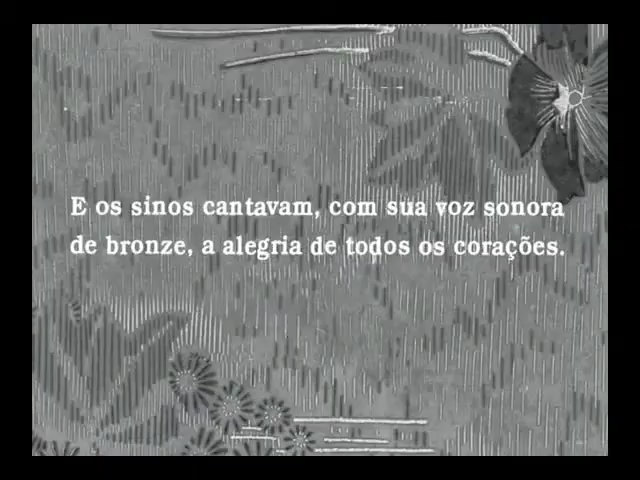 E os sinos cantavam, com sua voz sonora
de bronze, a alegria de todos os corações.